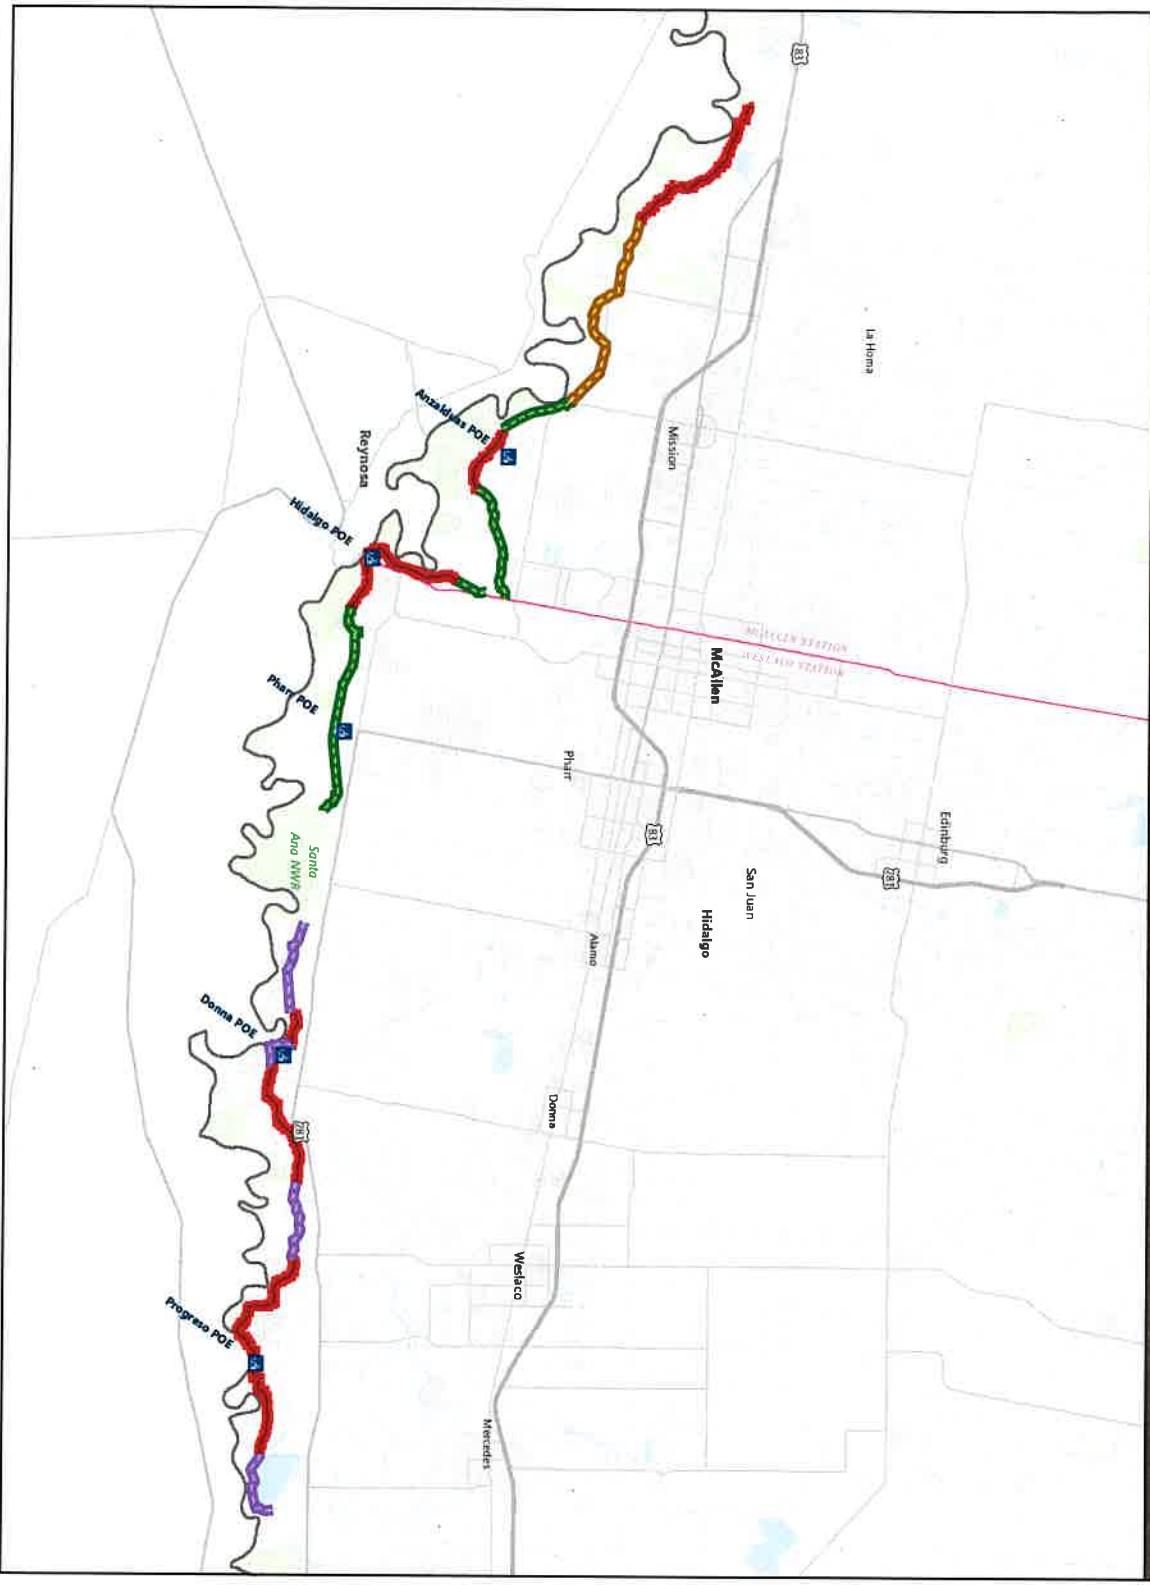 83
La Homa
Mission
Anzalduas POE
Reynosa
Hidalgo POE
McALLEN STATION
WESLACO STATION
McAllen
Pharr POE
Pharr
83
Edinburg
281
San Juan
Hidalgo
Santa
Ana NWR
Alamo
Donna POE
Donna
281
Weslaco
Progreso POE
Mercedes